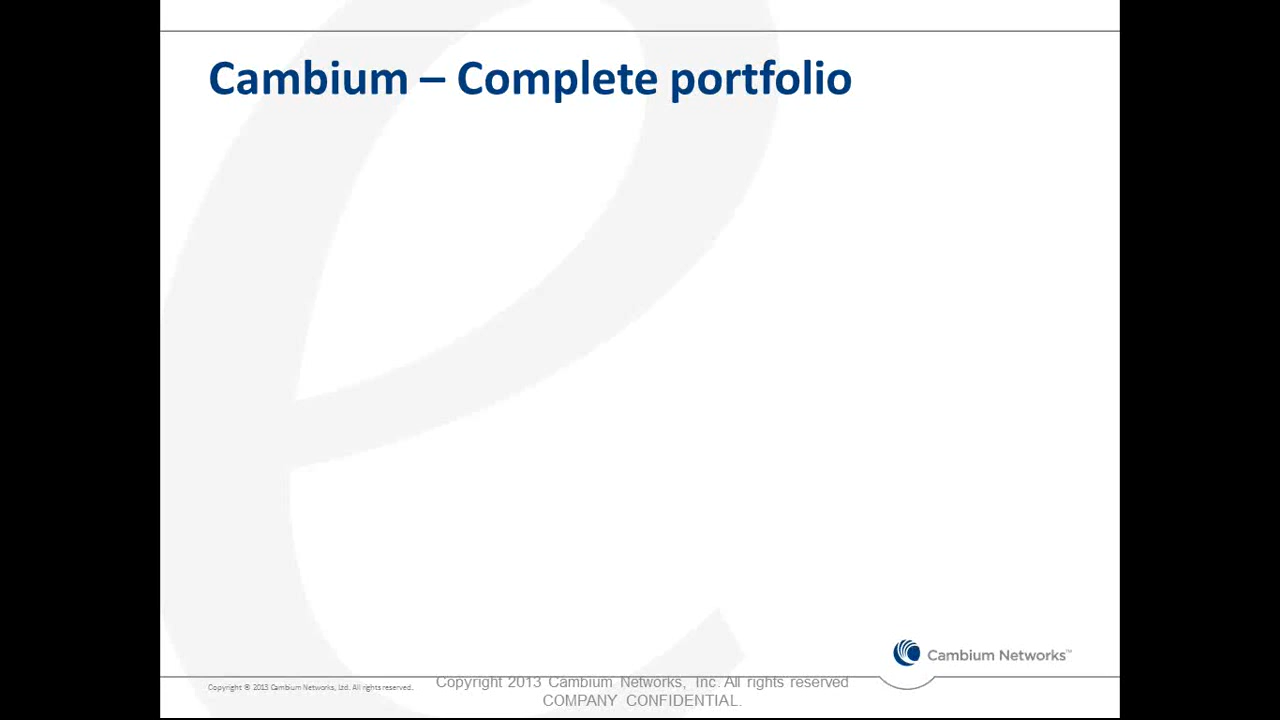 Cambium – Complete portfolio
Cambium Networks™
Copyright © 2013 Cambium Networks, Ltd. All rights reserved.
Copyright 2013 Cambium Networks, Inc. All rights reserved
COMPANY CONFIDENTIAL.